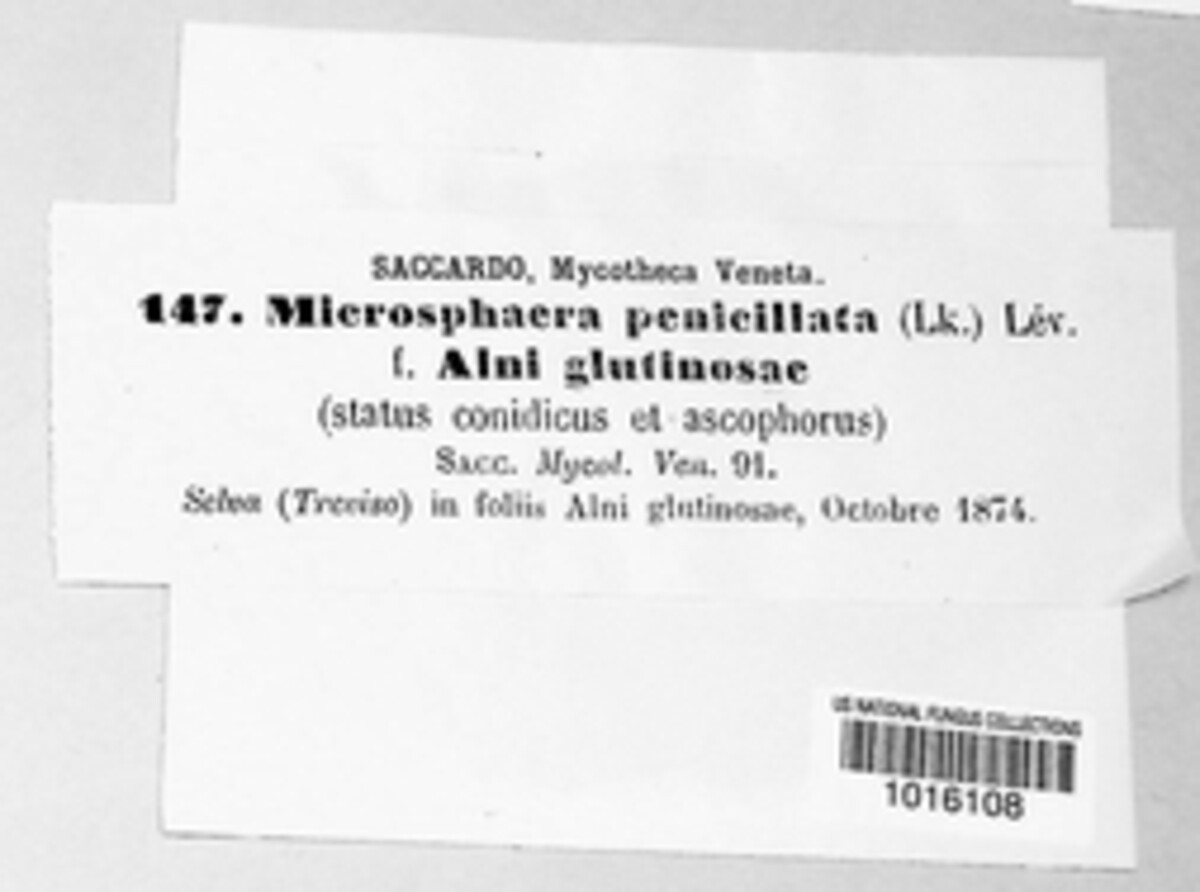 SACCARDO, Mycotheca Veneta.
147. Microsphaera penicillata (Lk.) Lév.
f. Alni glutinosae
(status conidicus et ascophorus)
SACC. Mycol. Ven. 91.
Selva (Treviso) in foliis Alni glutinosae, Octobre 1874.
US NATIONAL FUNGUS COLLECTIONS
1016108